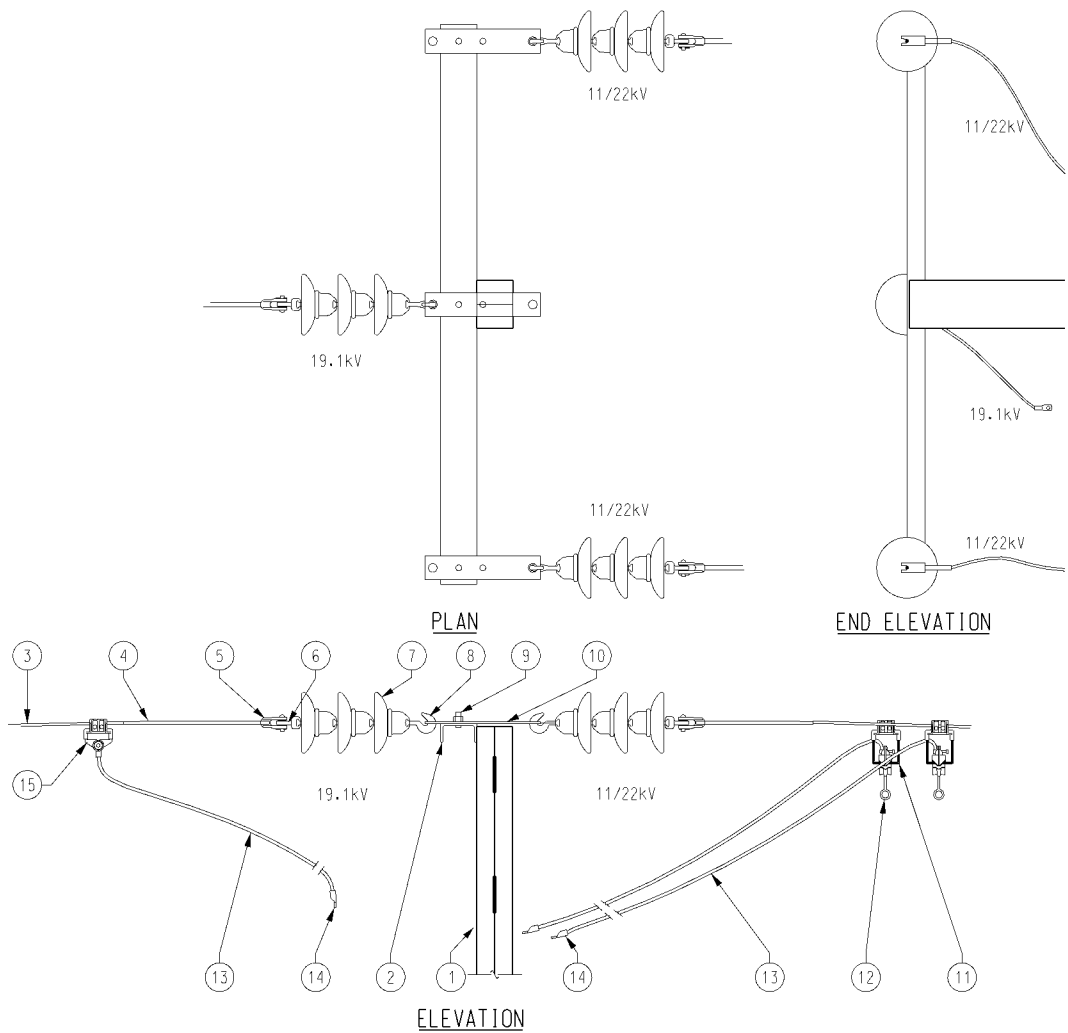 11/22kV
11/22kV
19.1kV
19.1kV
11/22kV
11/22kV
PLAN
END ELEVATION
3
4
5
6
7
8
9
10
15
19.1kV
11/22kV
13
14
2
1
14
13
12
11
ELEVATION